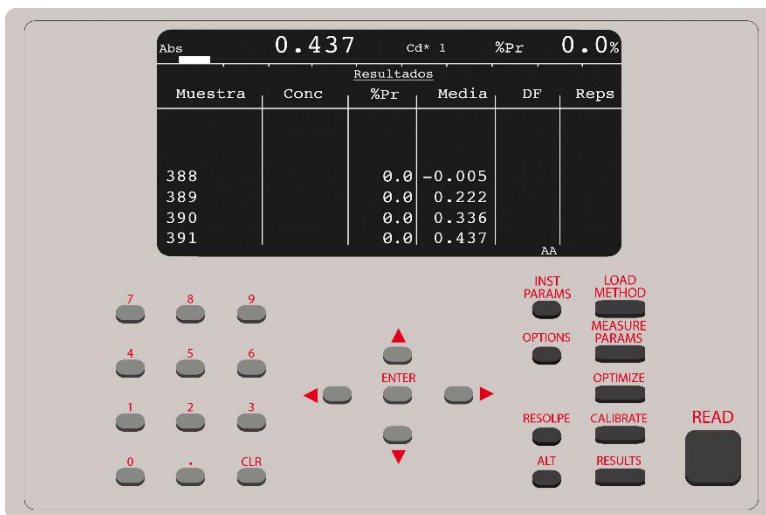 Abs 0.437 Cd* 1 %Pr 0.0%
Resultados
Muestra Conc %Pr Media DF Reps
388 0.0 -0.005
389 0.0 0.222
390 0.0 0.336
391 0.0 0.437
AA
7 8 9
4 5 6
1 2 3
0 . CLR
ENTER
INST
PARAMS
LOAD
METHOD
OPTIONS
MEASURE
PARAMS
OPTIMIZE
RESOLPE
CALIBRATE
READ
ALT
RESULTS